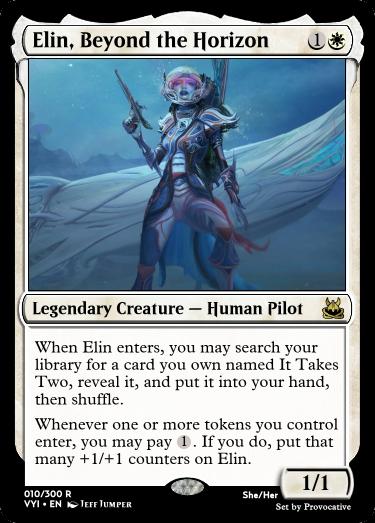 Elin, Beyond the Horizon 1
Legendary Creature — Human Pilot
When Elin enters, you may search your
library for a card you own named It Takes
Two, reveal it, and put it into your hand,
then shuffle.
Whenever one or more tokens you control
enter, you may pay 1. If you do, put that
many +1/+1 counters on Elin.
1/1
010/300 R
She/Her
VYI • EN Jeff Jumper
Set by Provocative